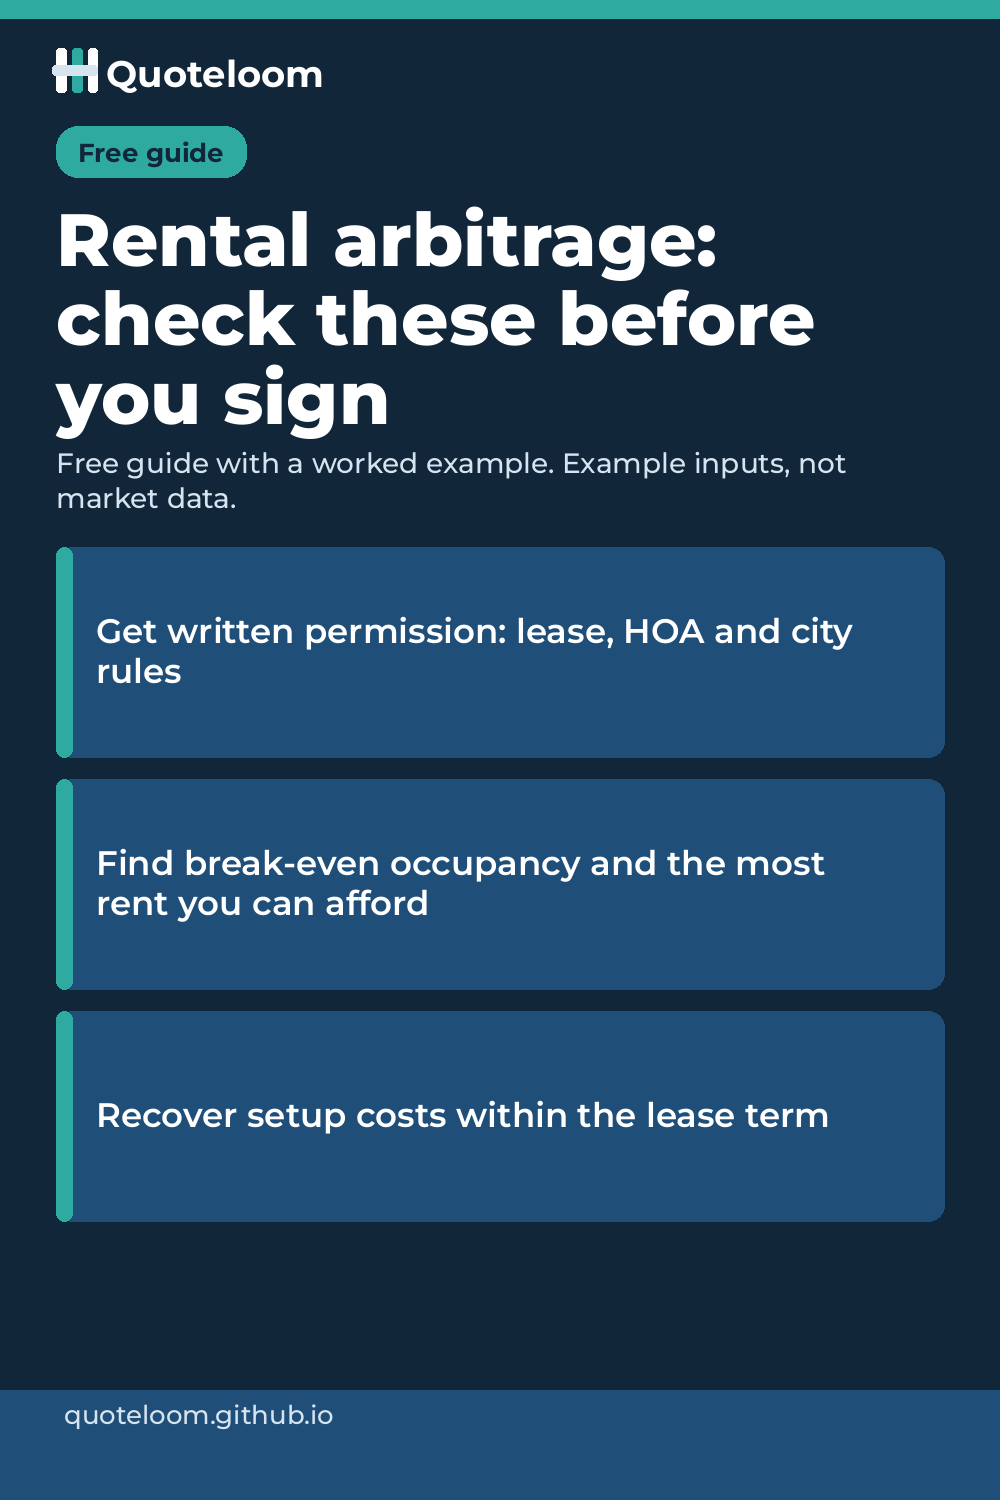 Quoteloom
Free guide
Rental arbitrage:
check these before
you sign
Free guide with a worked example. Example inputs, not
market data.
Get written permission: lease, HOA and city
rules
Find break-even occupancy and the most
rent you can afford
Recover setup costs within the lease term
quoteloom.github.io